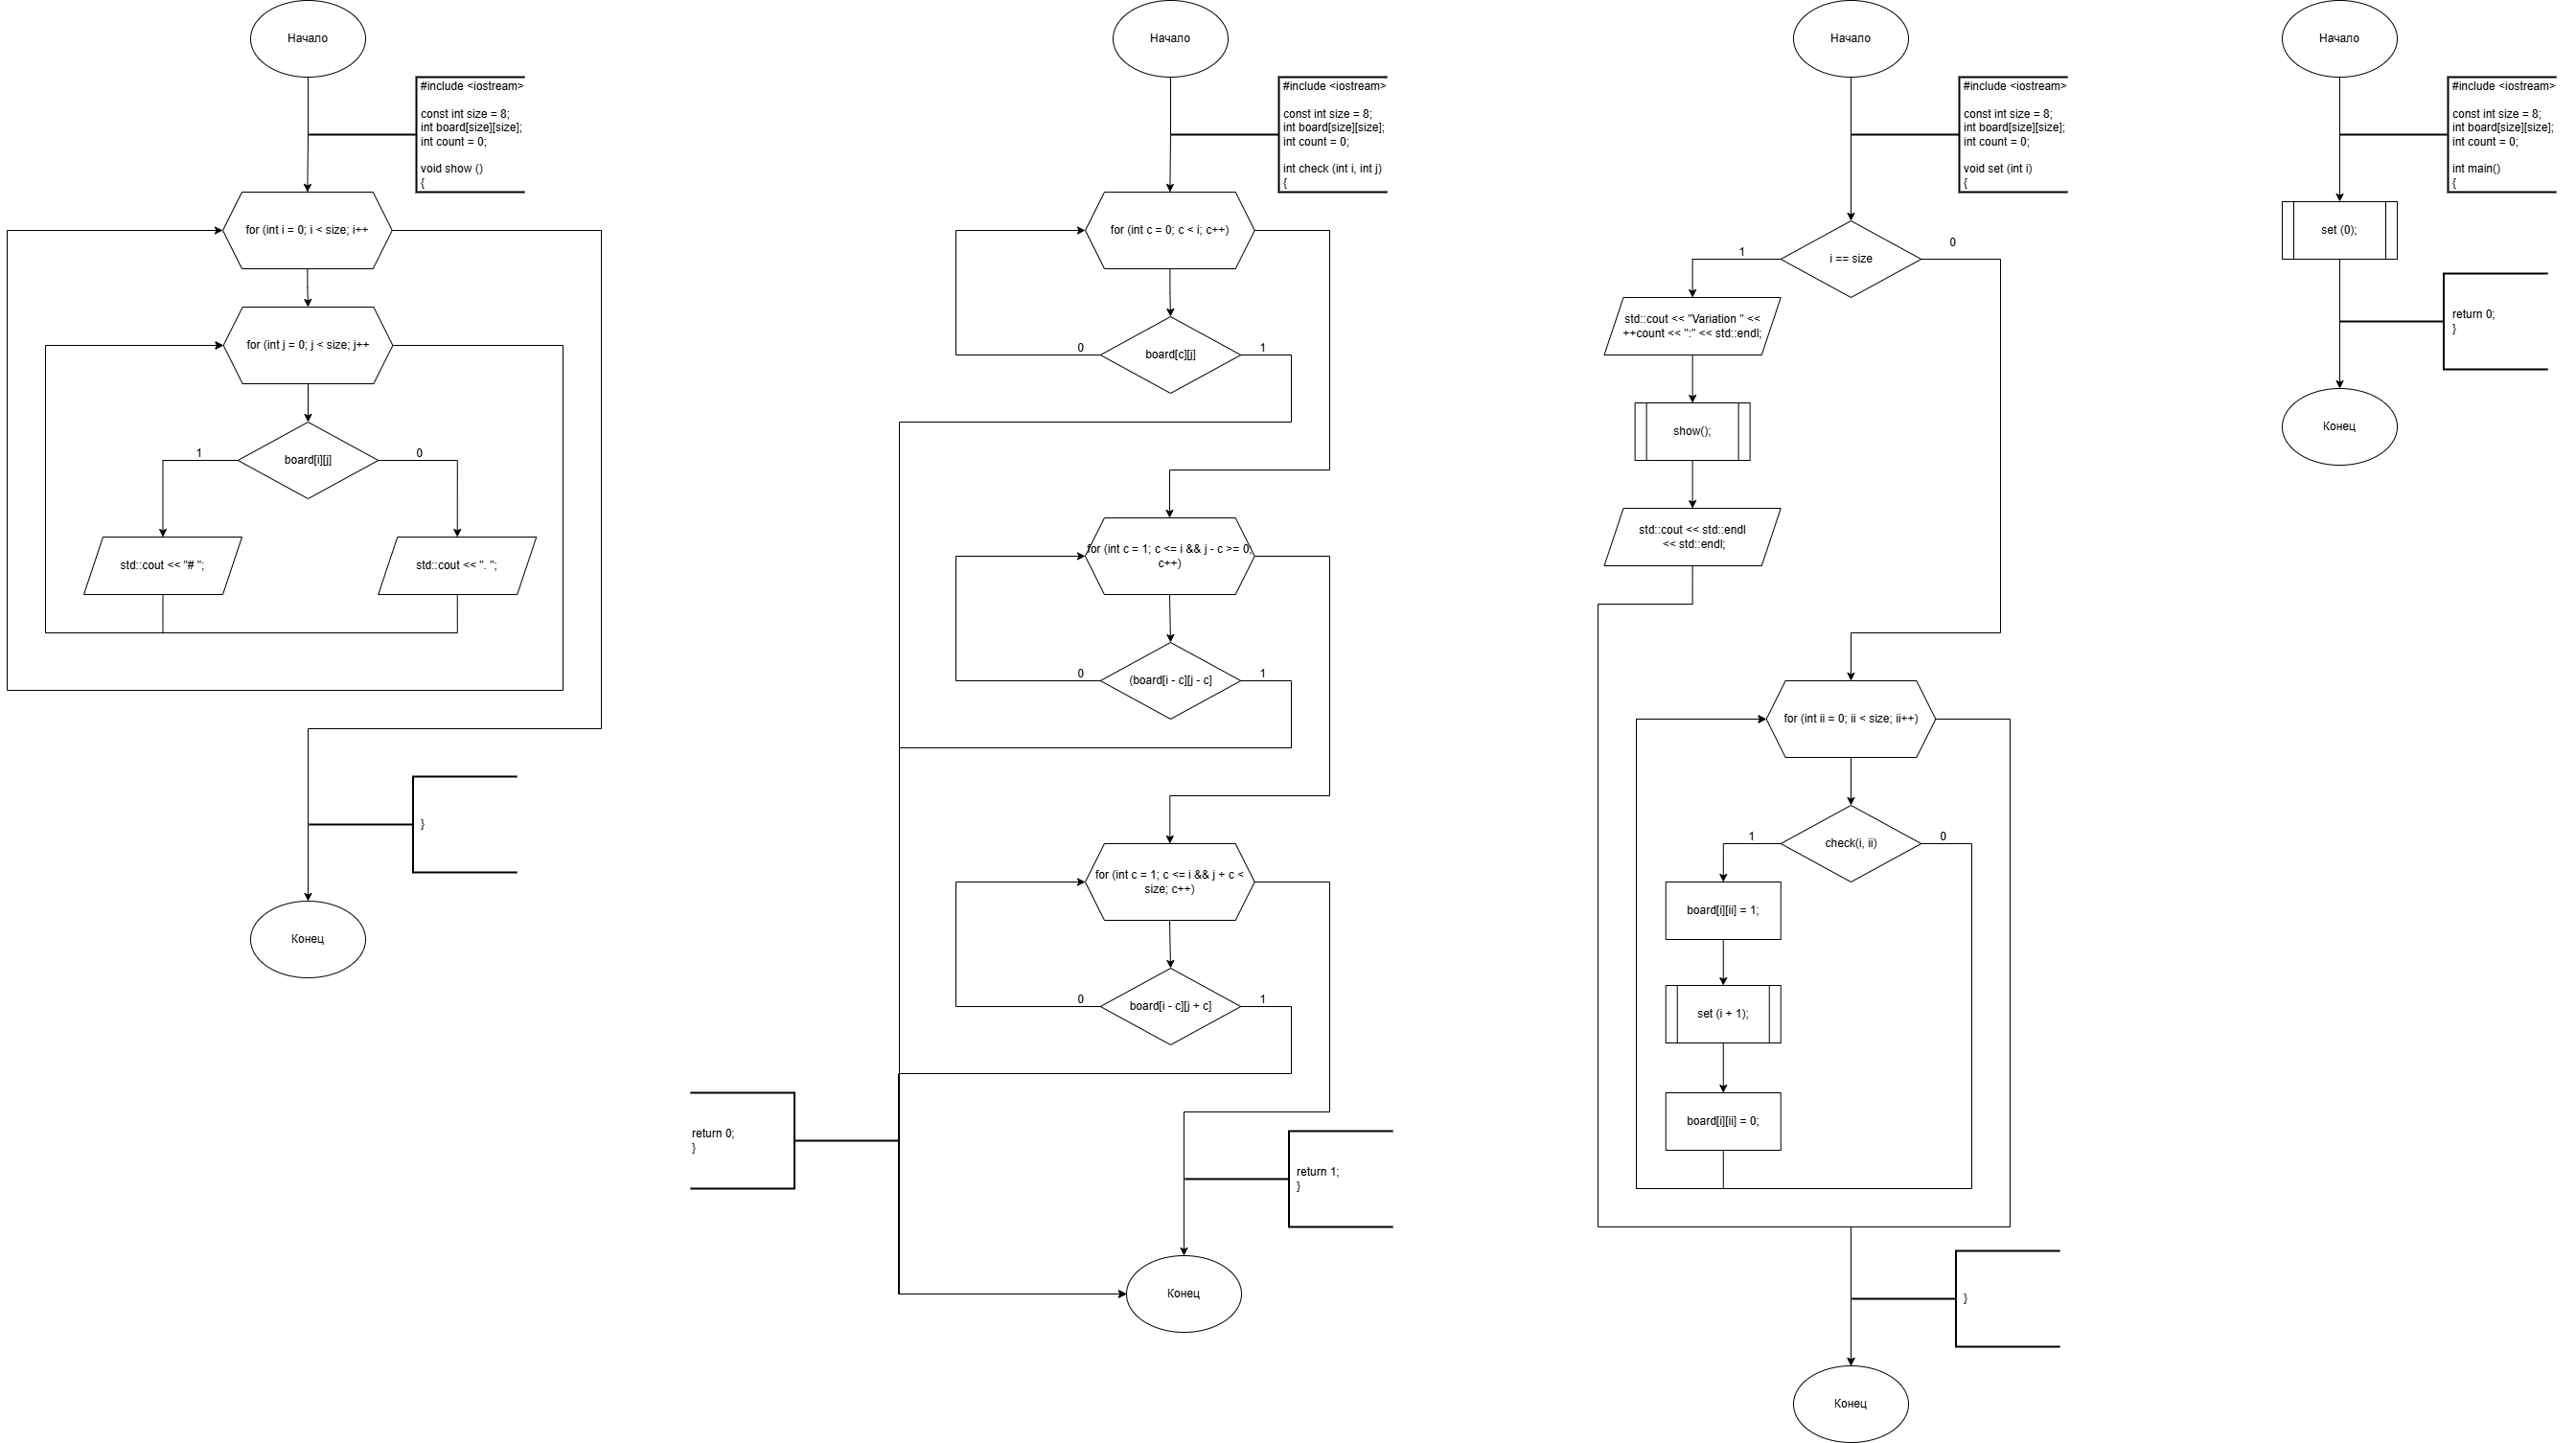 Начало
#include <iostream>
const int size = 8;
int board[size][size];
int count = 0;
void show ()
{
for (int i = 0; i < size; i++
for (int j = 0; j < size; j++
board[i][j]
1
0
std::cout << "# ";
std::cout << ". ";
}
Конец
Начало
#include <iostream>
const int size = 8;
int board[size][size];
int count = 0;
int check (int i, int j)
{
for (int c = 0; c < i; c++)
board[c][j]
0
1
for (int c = 1; c <= i && j - c >= 0;
c++)
(board[i - c][j - c]
0
1
for (int c = 1; c <= i && j + c <
size; c++)
board[i - c][j + c]
0
1
return 0;
}
return 1;
}
Конец
Начало
#include <iostream>
const int size = 8;
int board[size][size];
int count = 0;
void set (int i)
{
i == size
1
0
std::cout << "Variation " <<
++count << ":" << std::endl;
show();
std::cout << std::endl
<< std::endl;
for (int ii = 0; ii < size; ii++)
check(i, ii)
1
0
board[i][ii] = 1;
set (i + 1);
board[i][ii] = 0;
}
Конец
Начало
#include <iostream>
const int size = 8;
int board[size][size];
int count = 0;
int main()
{
set (0);
return 0;
}
Конец